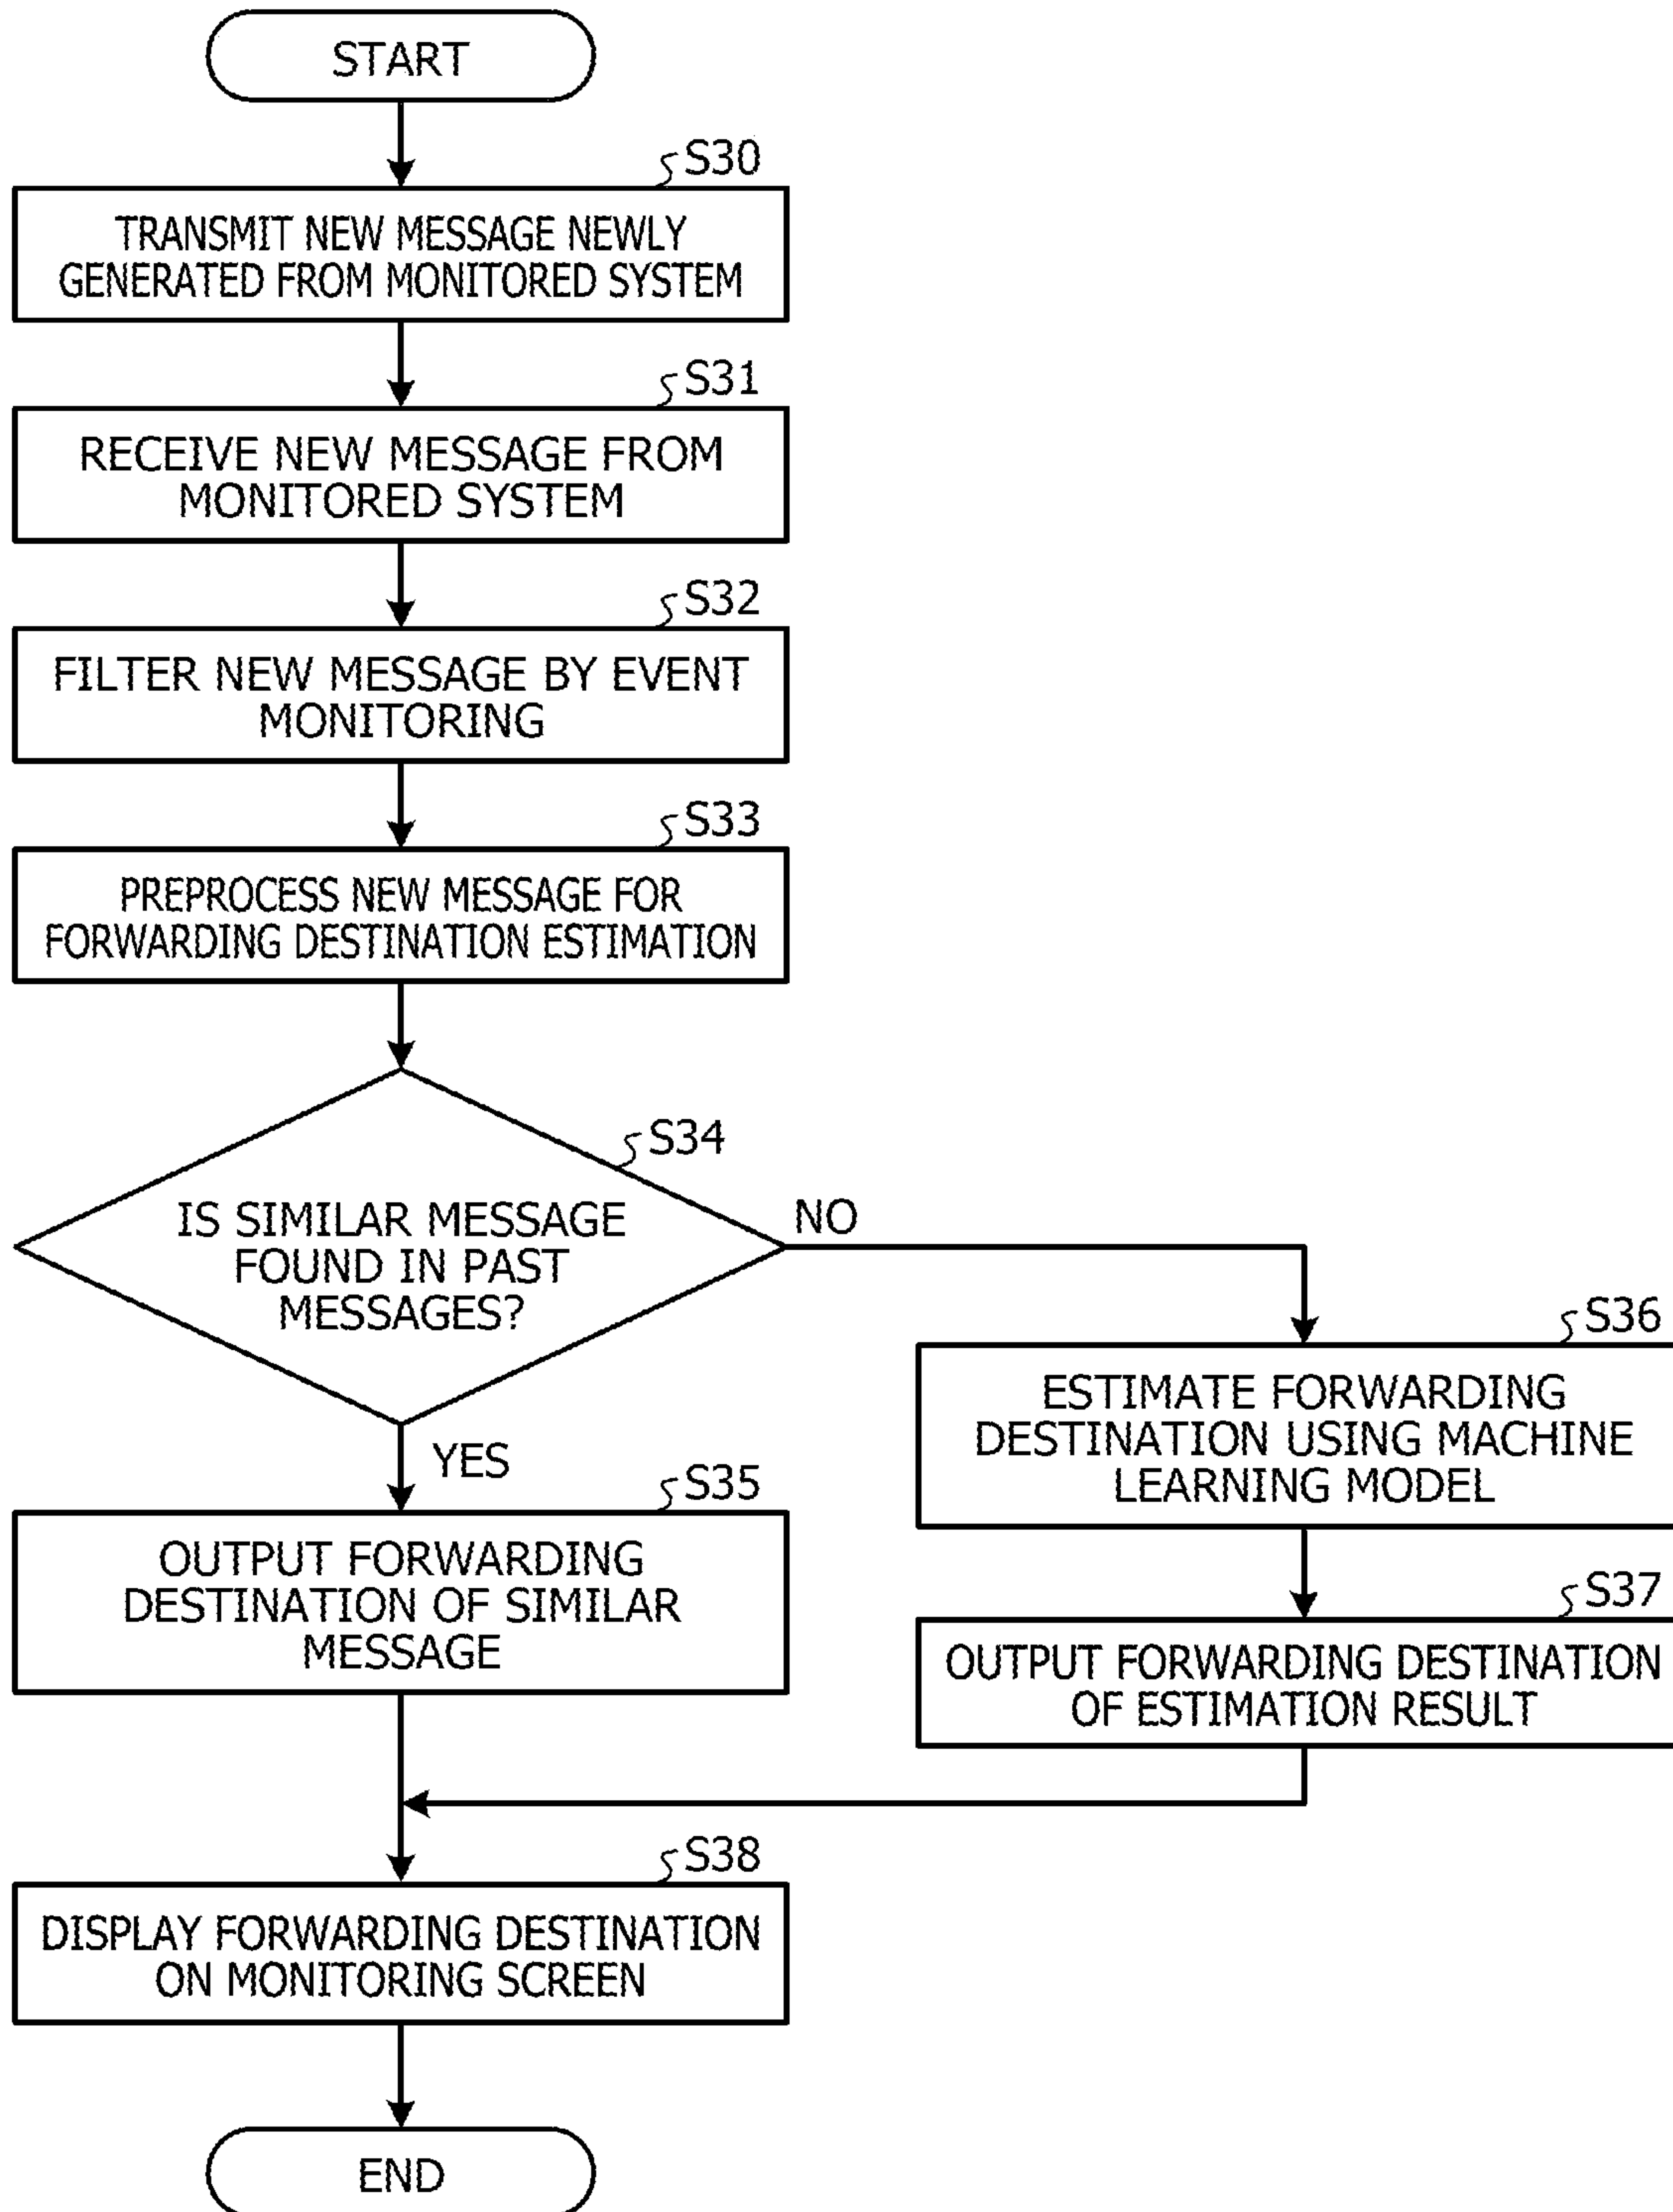 START
S30
TRANSMIT NEW MESSAGE NEWLY
GENERATED FROM MONITORED SYSTEM
S31
RECEIVE NEW MESSAGE FROM
MONITORED SYSTEM
S32
FILTER NEW MESSAGE BY EVENT
MONITORING
S33
PREPROCESS NEW MESSAGE FOR
FORWARDING DESTINATION ESTIMATION
S34
IS SIMILAR MESSAGE
FOUND IN PAST
MESSAGES?
NO
YES
S35
OUTPUT FORWARDING
DESTINATION OF SIMILAR
MESSAGE
S36
ESTIMATE FORWARDING
DESTINATION USING MACHINE
LEARNING MODEL
S37
OUTPUT FORWARDING DESTINATION
OF ESTIMATION RESULT
S38
DISPLAY FORWARDING DESTINATION
ON MONITORING SCREEN
END